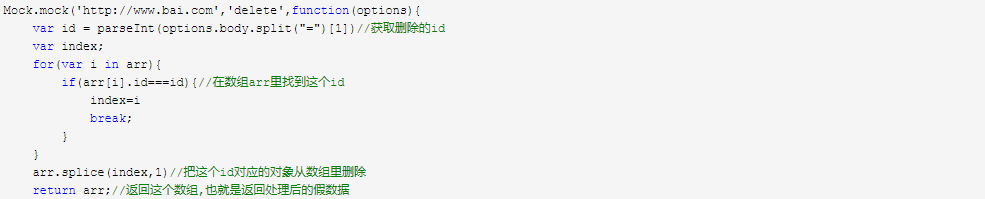 Mock.mock('http://www.bai.com','delete',function(options){
    var id = parseInt(options.body.split("=")[1])//获取删除的id
    var index;
    for(var i in arr){
        if(arr[i].id===id){//在数组arr里找到这个id
            index=i
            break;
        }
    }
    arr.splice(index,1)//把这个id对应的对象从数组里删除
    return arr;//返回这个数组,也就是返回处理后的假数据